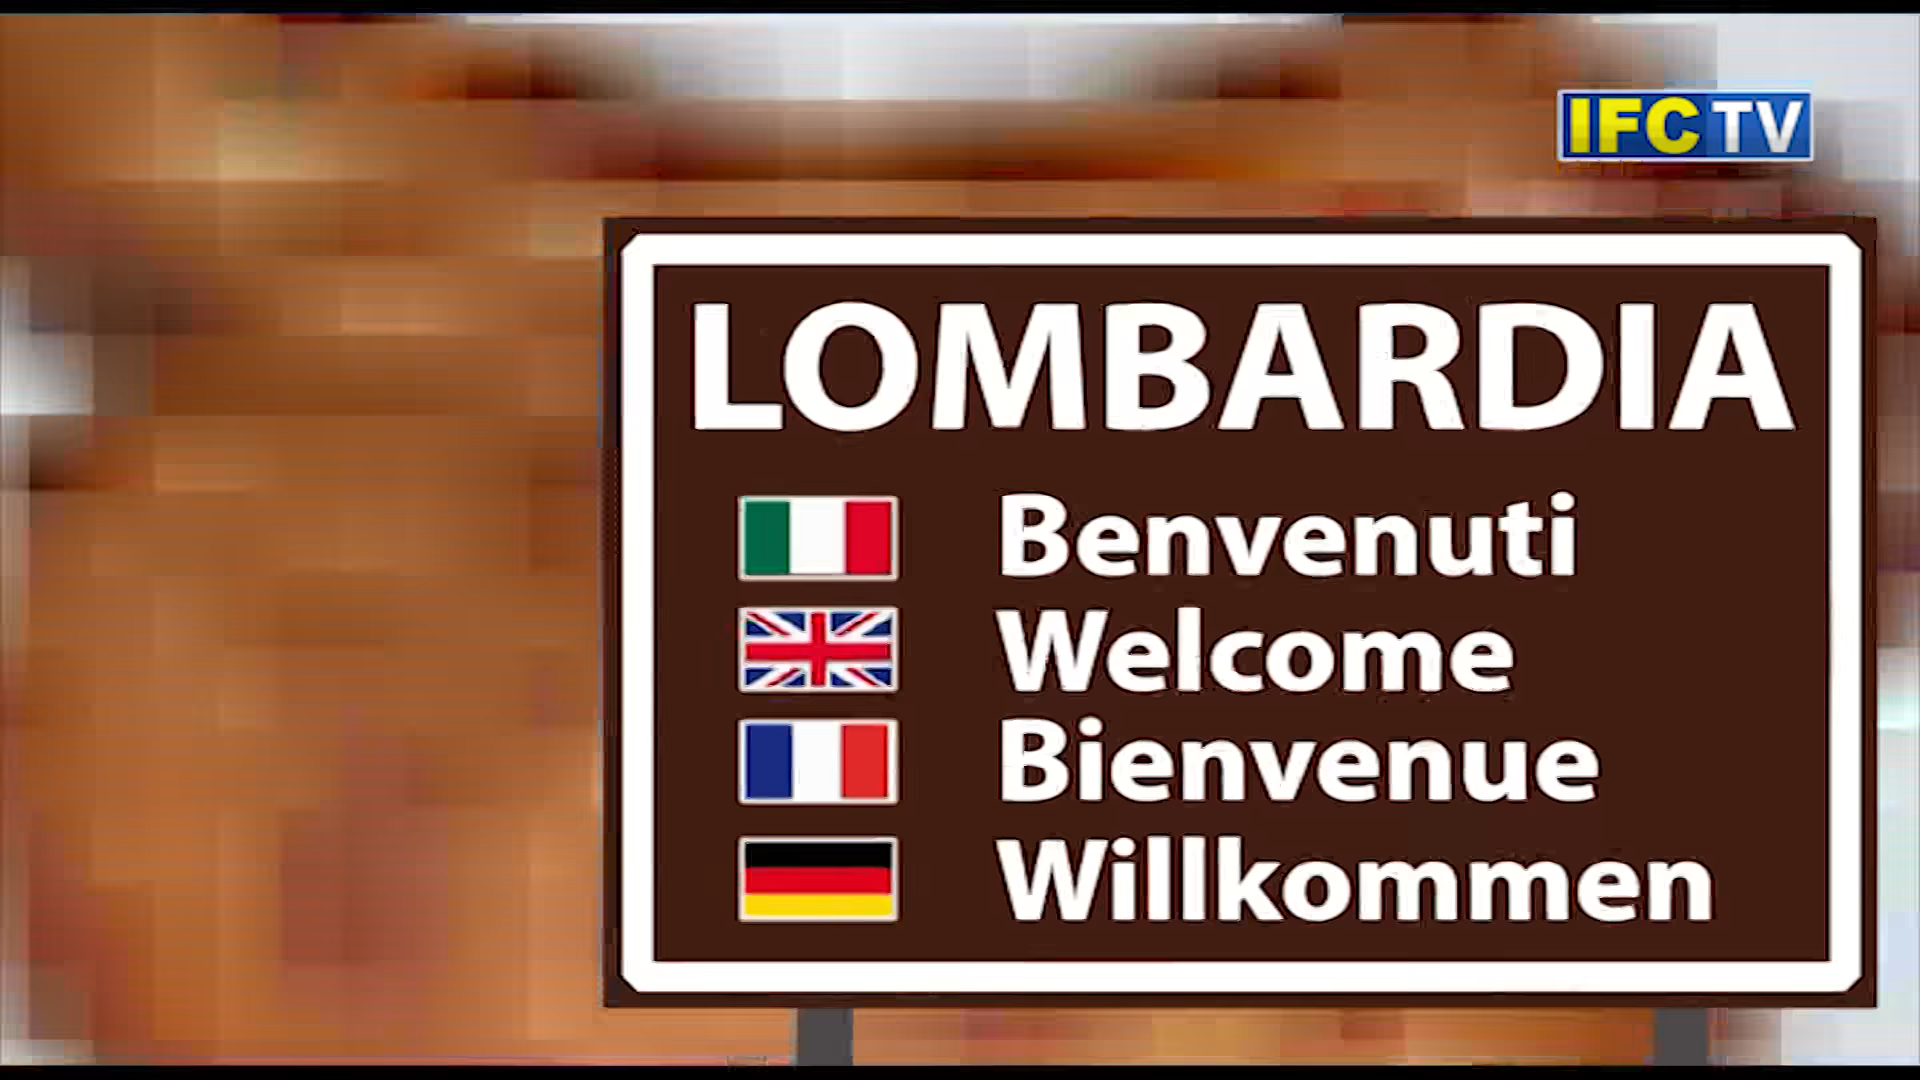 IFC TV
LOMBARDIA
Benvenuti
Welcome
Bienvenue
Willkommen